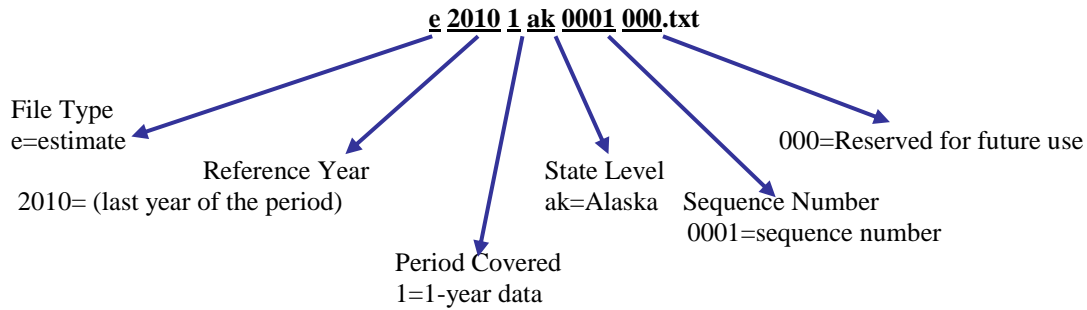 e 2010 1 ak 0001 000.txt
File Type
e=estimate
000=Reserved for future use
Reference Year
2010= (last year of the period)
State Level
ak=Alaska
Sequence Number
0001=sequence number
Period Covered
1=1-year data